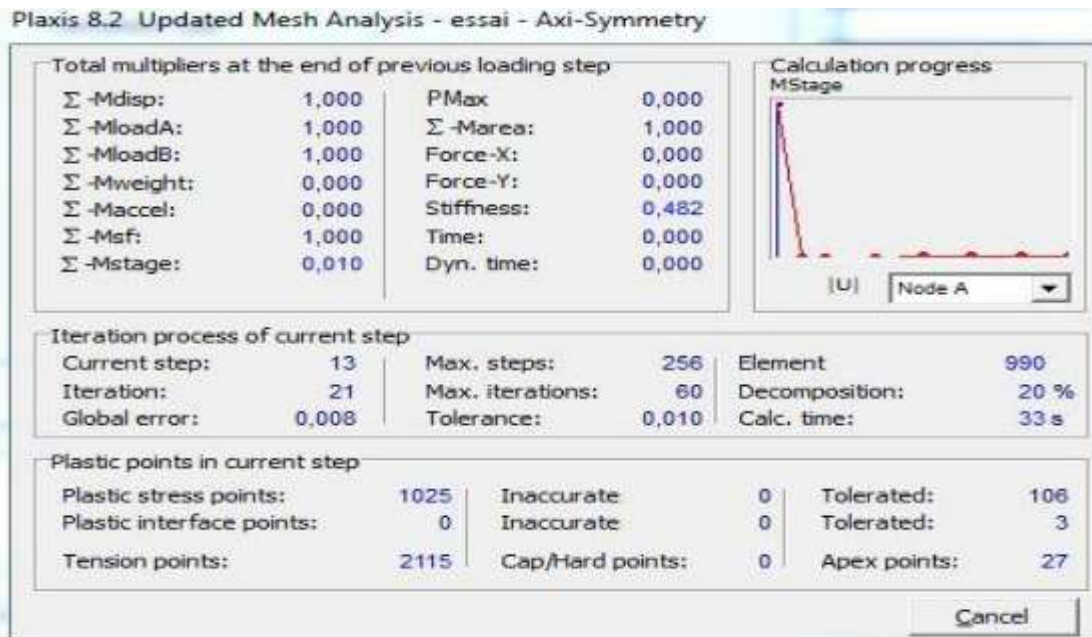 Plaxis 8.2 Updated Mesh Analysis - essai - Axi-Symmetry
Total multipliers at the end of previous loading step
Σ -Mdisp: 1,000 PMax 0,000
Σ -MloadA: 1,000 Σ -Marea: 1,000
Σ -MloadB: 1,000 Force-X: 0,000
Σ -Mweight: 0,000 Force-Y: 0,000
Σ -Maccel: 0,000 Stiffness: 0,482
Σ -Msf: 1,000 Time: 0,000
Σ -Mstage: 0,010 Dyn. time: 0,000
Calculation progress
MStage
|U| Node A
Iteration process of current step
Current step: 13 Max. steps: 256 Element 990
Iteration: 21 Max. iterations: 60 Decomposition: 20 %
Global error: 0,008 Tolerance: 0,010 Calc. time: 33 s
Plastic points in current step
Plastic stress points: 1025 Inaccurate 0 Tolerated: 106
Plastic interface points: 0 Inaccurate 0 Tolerated: 3
Tension points: 2115 Cap/Hard points: 0 Apex points: 27
Cancel